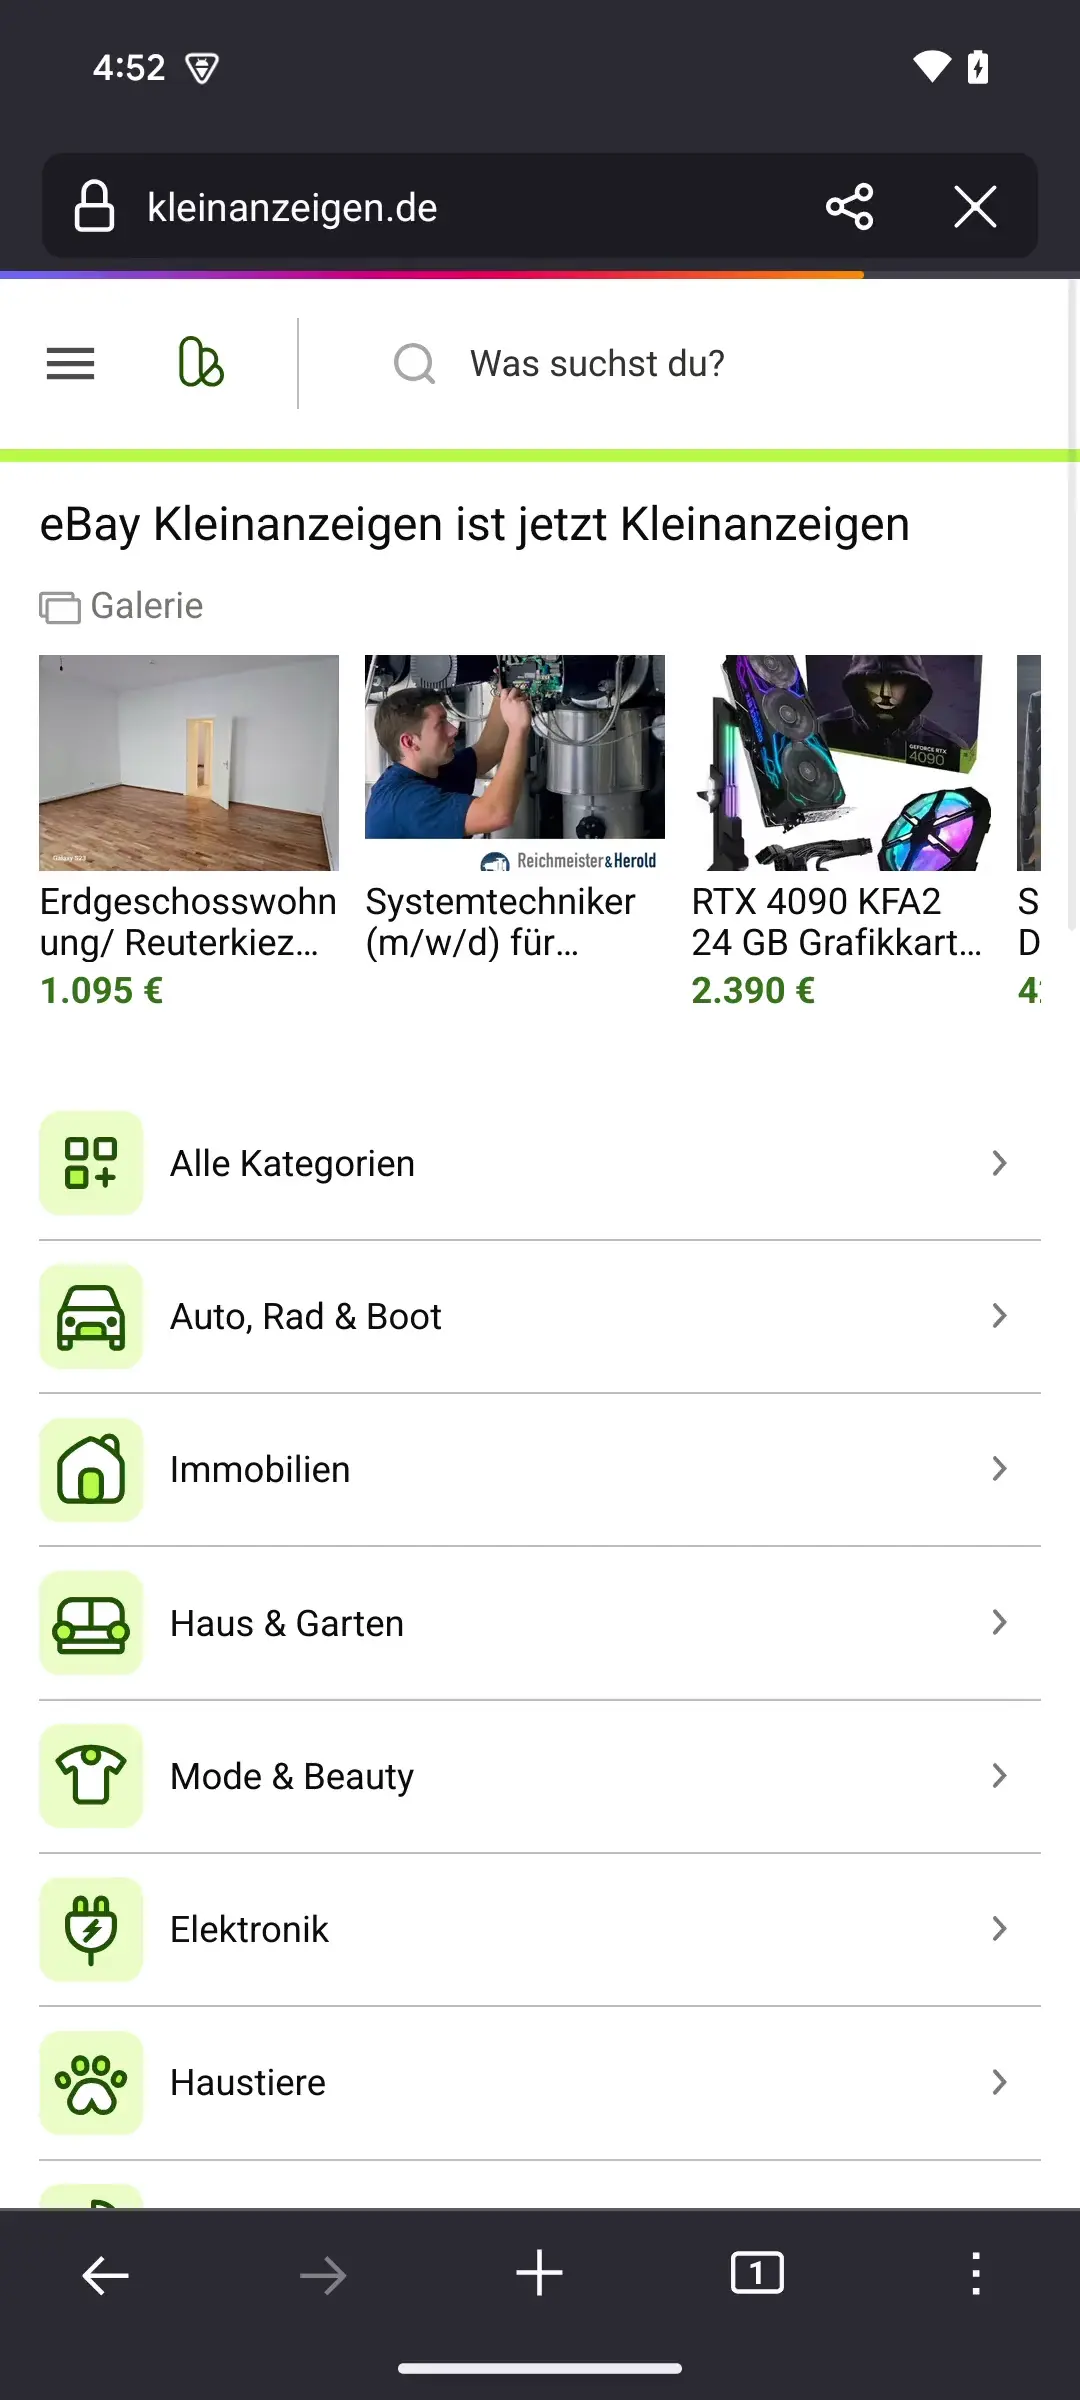 4:52
kleinanzeigen.de
Was suchst du?
eBay Kleinanzeigen ist jetzt Kleinanzeigen
Galerie
Galaxy S23
GEFORCE RTX
4090
Reichmeister&Herold
Erdgeschosswohn
ung/ Reuterkiez...
1.095 €
Systemtechniker
(m/w/d) für...
RTX 4090 KFA2
24 GB Grafikkart...
2.390 €
S
D
4
Alle Kategorien
Auto, Rad & Boot
Immobilien
Haus & Garten
Mode & Beauty
Elektronik
Haustiere
1